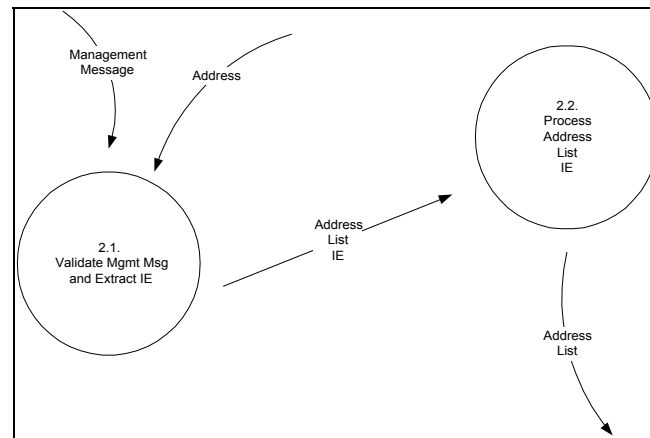 Management
Message
Address
2.2.
Process
Address
List
IE
Address
List
IE
2.1.
Validate Mgmt Msg
and Extract IE
Address
List